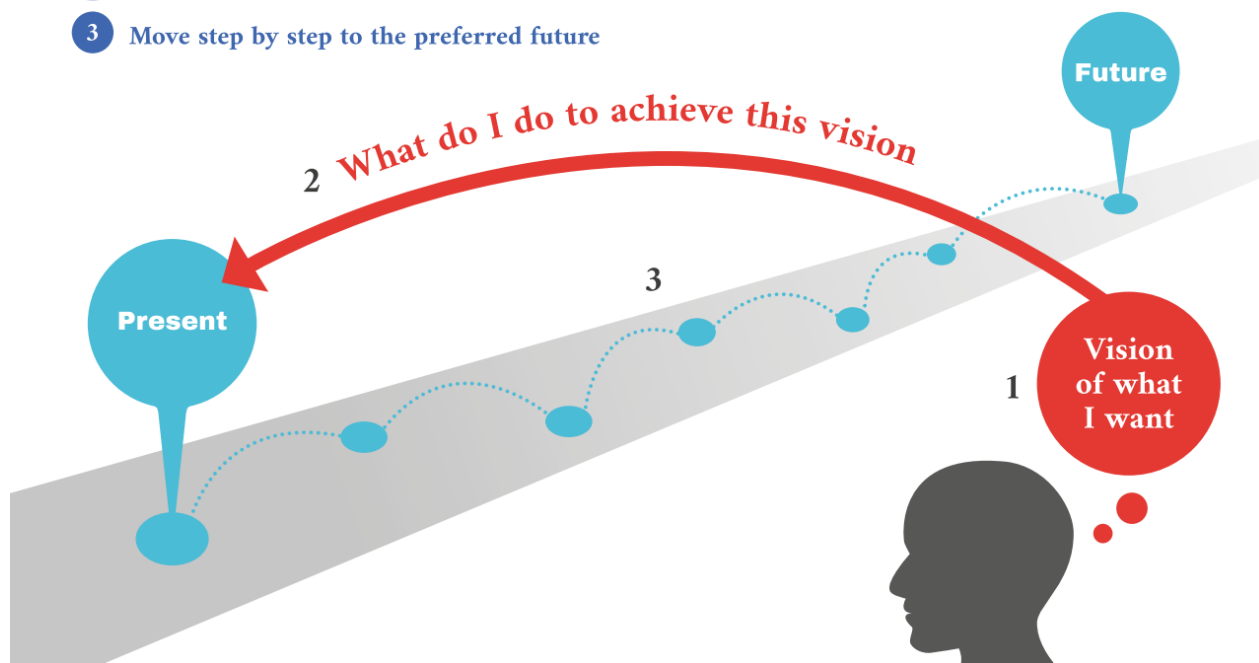 3 Move step by step to the preferred future
Future
2 What do I do to achieve this vision
3
Present
1 Vision
of what
I want